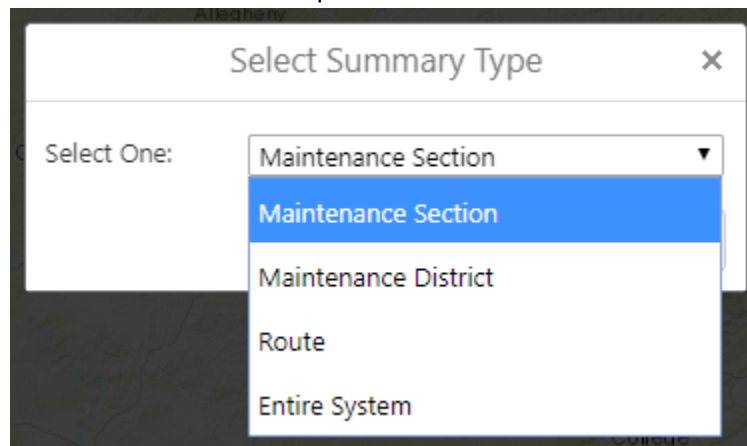 Allegheny
Select Summary Type ×
Select One:
Maintenance Section
Maintenance Section
Maintenance District
Route
Entire System
College